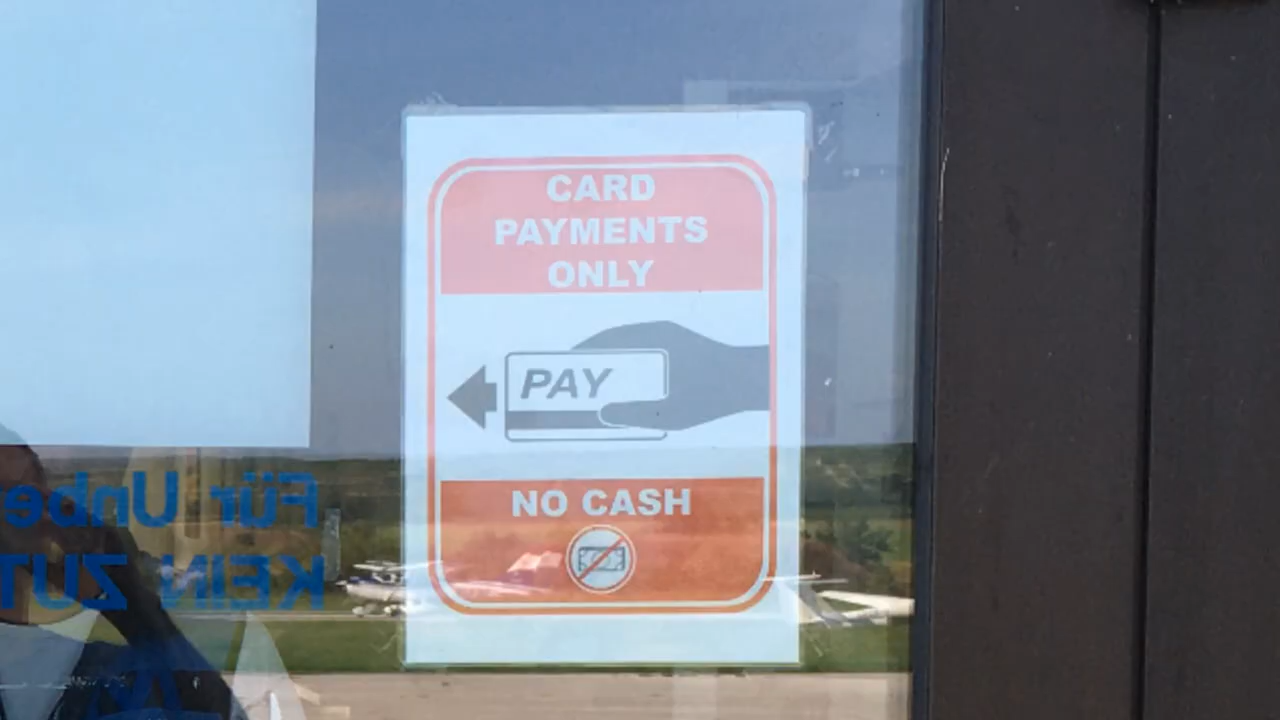 CARD
PAYMENTS
ONLY
PAY
NO CASH
Für Unbe
KEIN ZUT